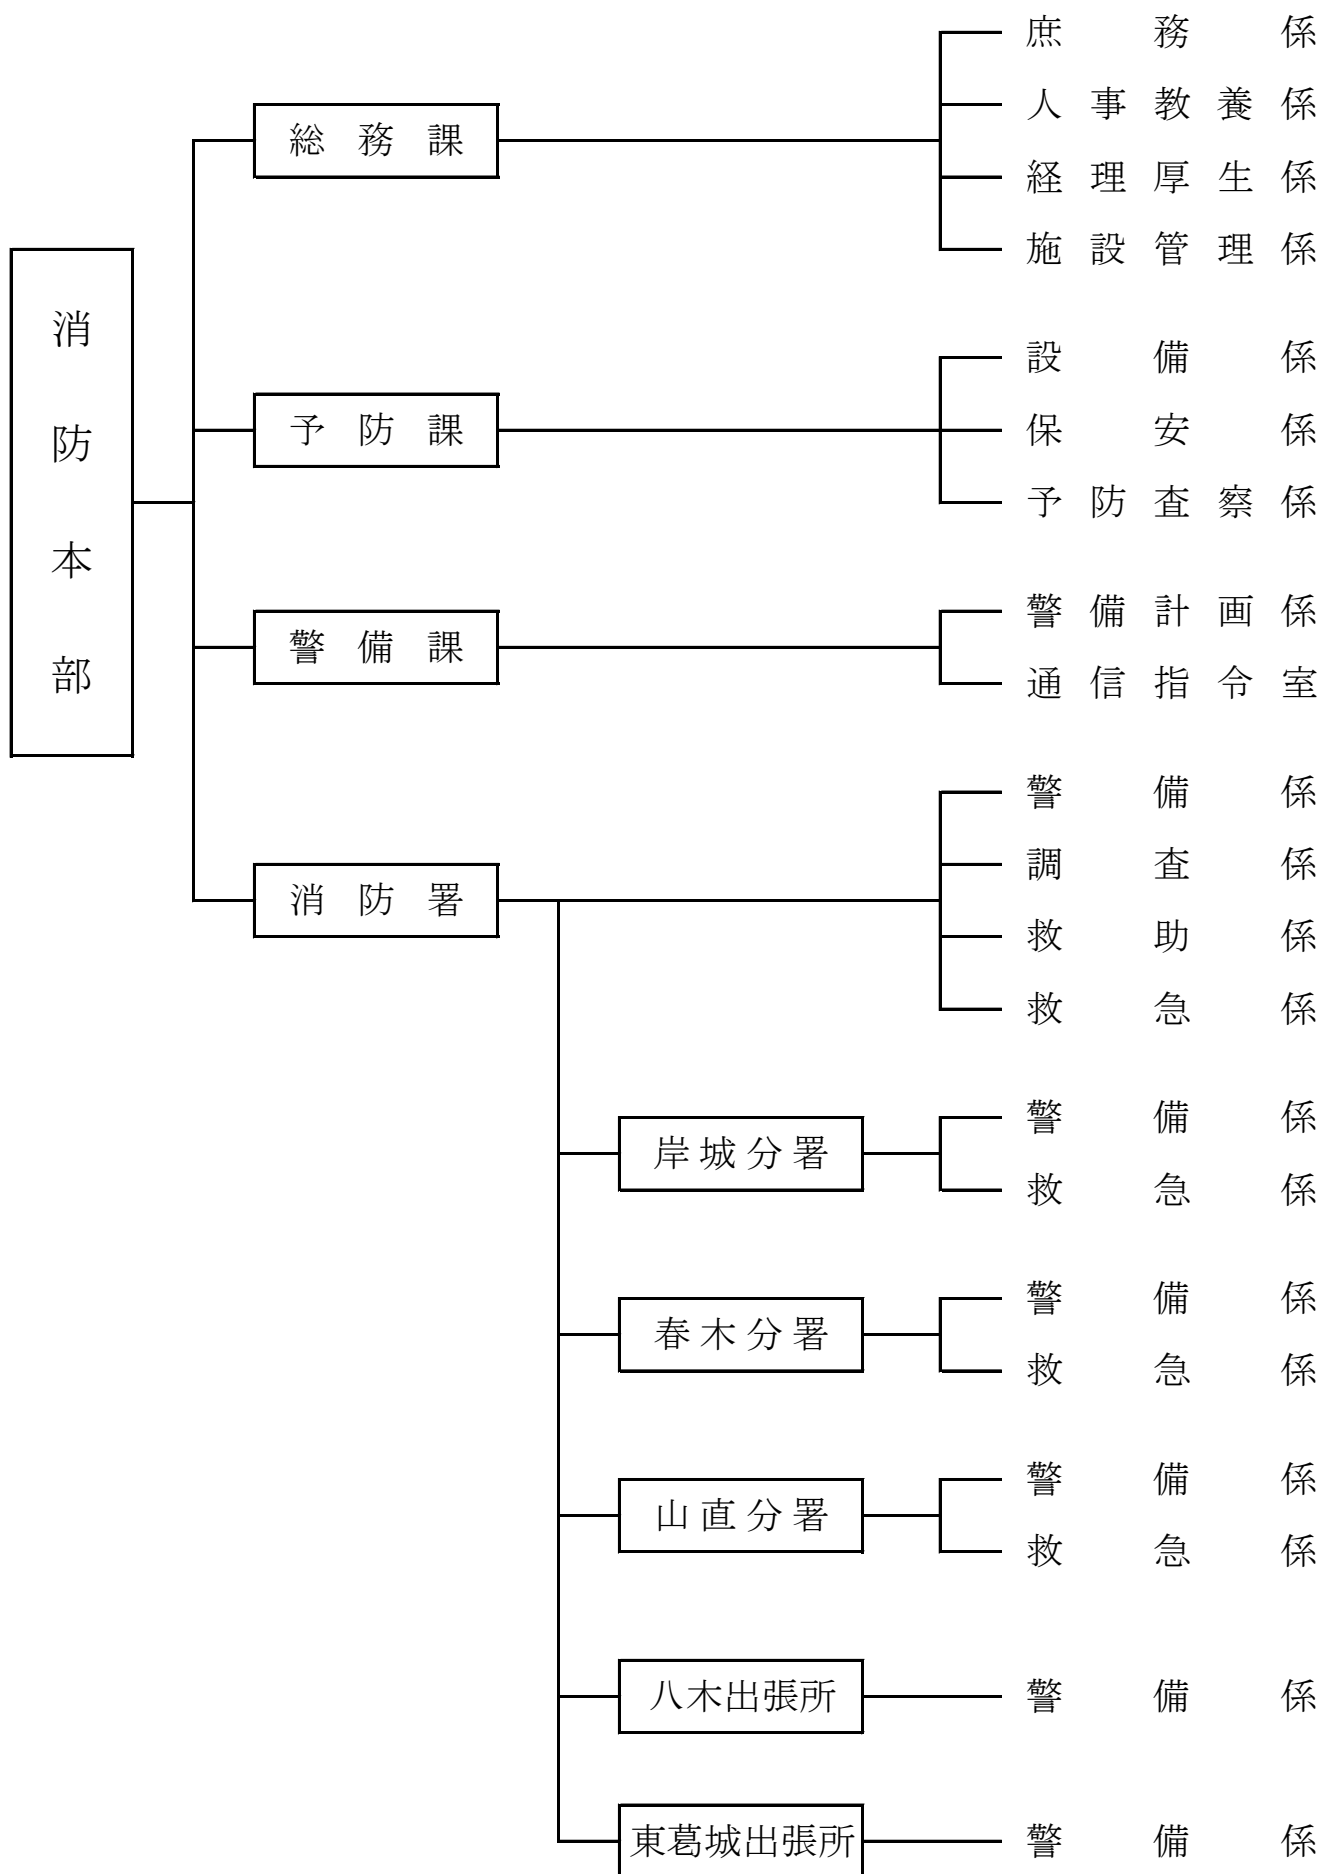 消防本部
総務課
庶務係
人事教養係
経理厚生係
施設管理係
予防課
設備係
保安係
予防査察係
警備課
警備計画係
通信指令室
消防署
警備係
調査係
救助係
救急係
岸城分署
警備係
救急係
春木分署
警備係
救急係
山直分署
警備係
救急係
八木出張所
警備係
東葛城出張所
警備係